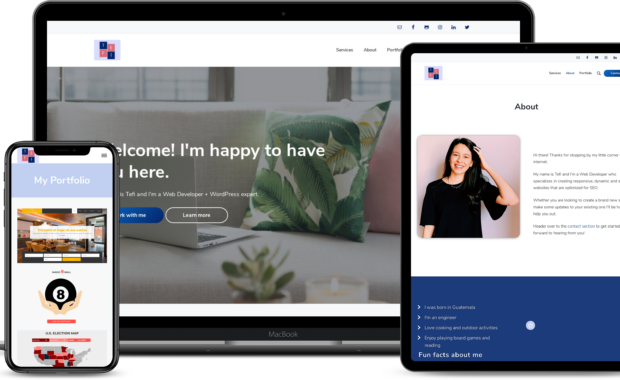 Services About Portfol
elcome! I'm happy to have
u here.
is Tefi and I'm a Web Developer + WordPress expert.
rk with me
Learn more
MacBook
My Portfolio
MAGIC 8 BALL
8
U.S. ELECTION MAP
Services About Portfolio
About
Hi there! Thanks for stopping by my little corner
internet.
My name is Tefi and I'm a Web Developer who
specializes in creating responsive, dynamic and
websites that are optimized for SEO.
Whether you are looking to create a brand new
make some updates to your existing one I'll be
help you out.
Header over to the contact section to get started
forward to hearing from you!
I was born in Guatemala
I'm an engineer
Love cooking and outdoor activities
Enjoy playing board games and
reading
Fun facts about me